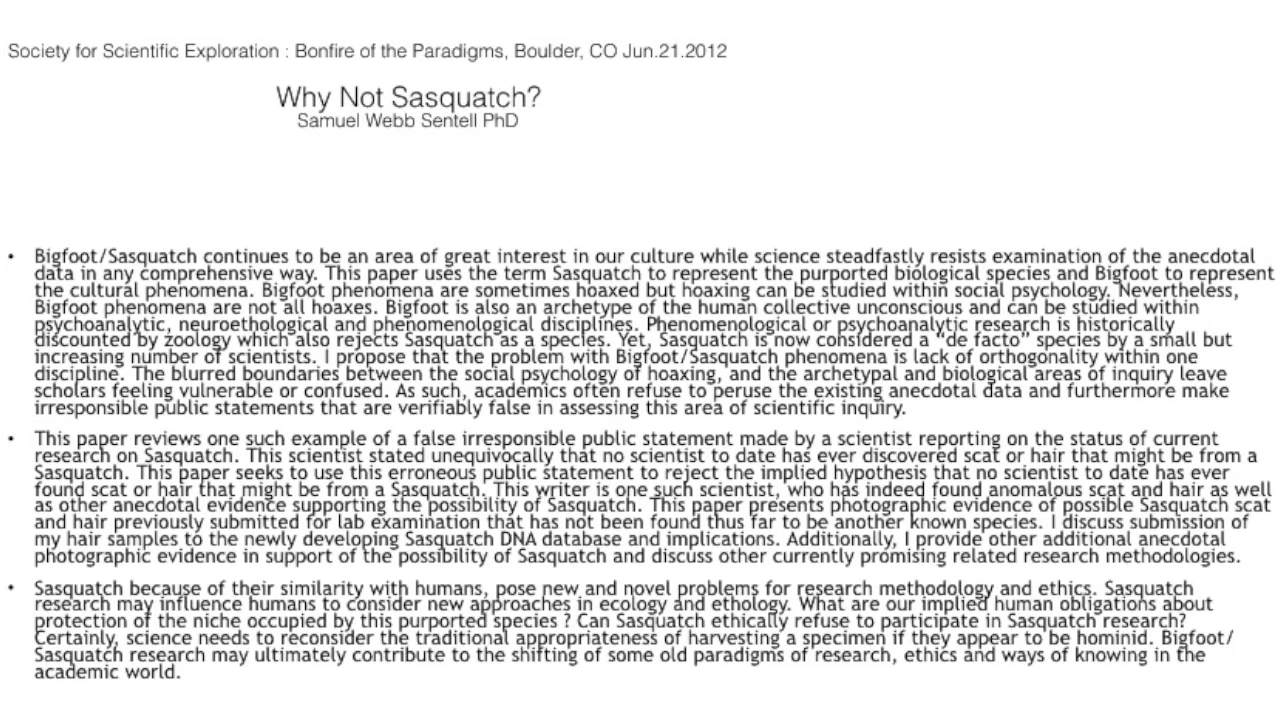 Society for Scientific Exploration : Bonfire of the Paradigms, Boulder, CO Jun.21.2012
Why Not Sasquatch?
Samuel Webb Sentell PhD
• Bigfoot/Sasquatch continues to be an area of great interest in our culture while science steadfastly resists examination of the anecdotal
data in any comprehensive way. This paper uses the term Sasquatch to represent the purported biological species and Bigfoot to represent
the cultural phenomena. Bigfoot phenomena are sometimes hoaxed but hoaxing can be studied within social psychology. Nevertheless,
Bigfoot phenomena are not all hoaxes. Bigfoot is also an archetype of the human collective unconscious and can be studied within
psychoanalytic, neuroethological and phenomenological disciplines. Phenomenological or psychoanalytic research is historically
discounted by zoology which also rejects Sasquatch as a species. Yet, Sasquatch is now considered a “de facto” species by a small but
increasing number of scientists. I propose that the problem with Bigfoot/Sasquatch phenomena is lack of orthogonality within one
discipline. The blurred boundaries between the social psychology of hoaxing, and the archetypal and biological areas of inquiry leave
scholars feeling vulnerable or confused. As such, academics often refuse to peruse the existing anecdotal data and furthermore make
irresponsible public statements that are verifiably false in assessing this area of scientific inquiry.
• This paper reviews one such example of a false irresponsible public statement made by a scientist reporting on the status of current
research on Sasquatch. This scientist stated unequivocally that no scientist to date has ever discovered scat or hair that might be from a
Sasquatch. This paper seeks to use this erroneous public statement to reject the implied hypothesis that no scientist to date has ever
found scat or hair that might be from a Sasquatch. This writer is one such scientist, who has indeed found anomalous scat and hair as well
as other anecdotal evidence supporting the possibility of Sasquatch. This paper presents photographic evidence of possible Sasquatch scat
and hair previously submitted for lab examination that has not been found thus far to be another known species. I discuss submission of
my hair samples to the newly developing Sasquatch DNA database and implications. Additionally, I provide other additional anecdotal
photographic evidence in support of the possibility of Sasquatch and discuss other currently promising related research methodologies.
• Sasquatch because of their similarity with humans, pose new and novel problems for research methodology and ethics. Sasquatch
research may influence humans to consider new approaches in ecology and ethology. What are our implied human obligations about
protection of the niche occupied by this purported species ? Can Sasquatch ethically refuse to participate in Sasquatch research?
Certainly, science needs to reconsider the traditional appropriateness of harvesting a specimen if they appear to be hominid. Bigfoot/
Sasquatch research may ultimately contribute to the shifting of some old paradigms of research, ethics and ways of knowing in the
academic world.